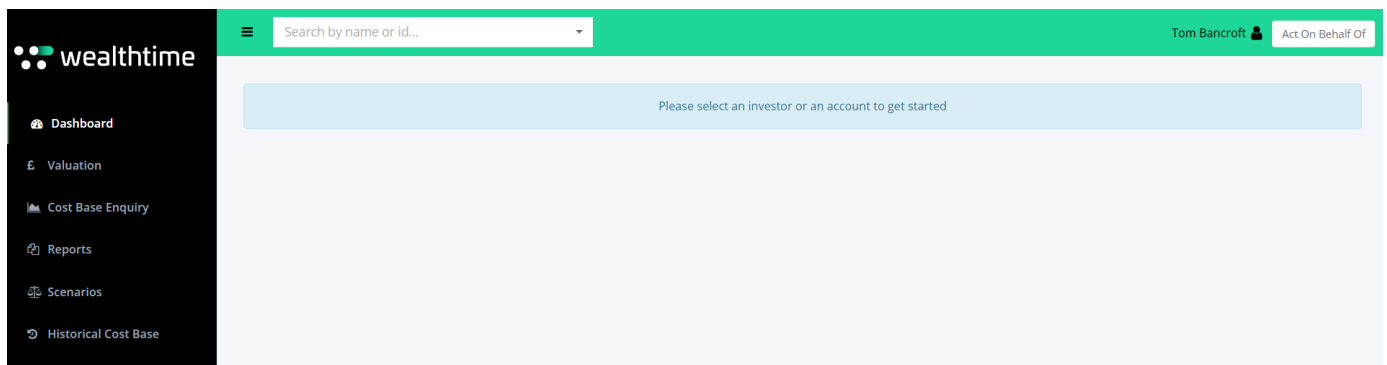 wealthtime
Search by name or id...
Tom Bancroft
Act On Behalf Of
Please select an investor or an account to get started
Dashboard
£ Valuation
Cost Base Enquiry
Reports
Scenarios
Historical Cost Base